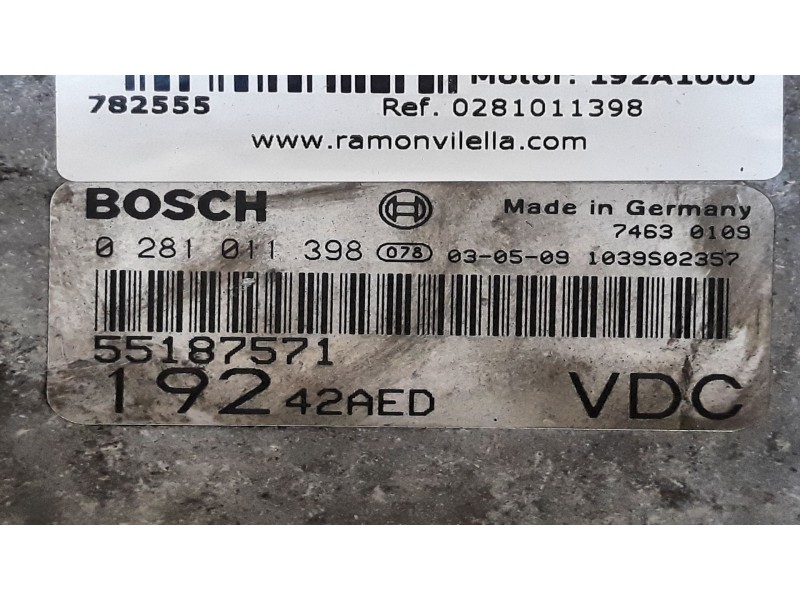 Motor: 192A1000
782555 Ref. 0281011398
www.ramonvilella.com
BOSCH Made in Germany
7463 0109
0 281 011 398 078 03-05-09 1039S02357
55187571
192 42AED VDC